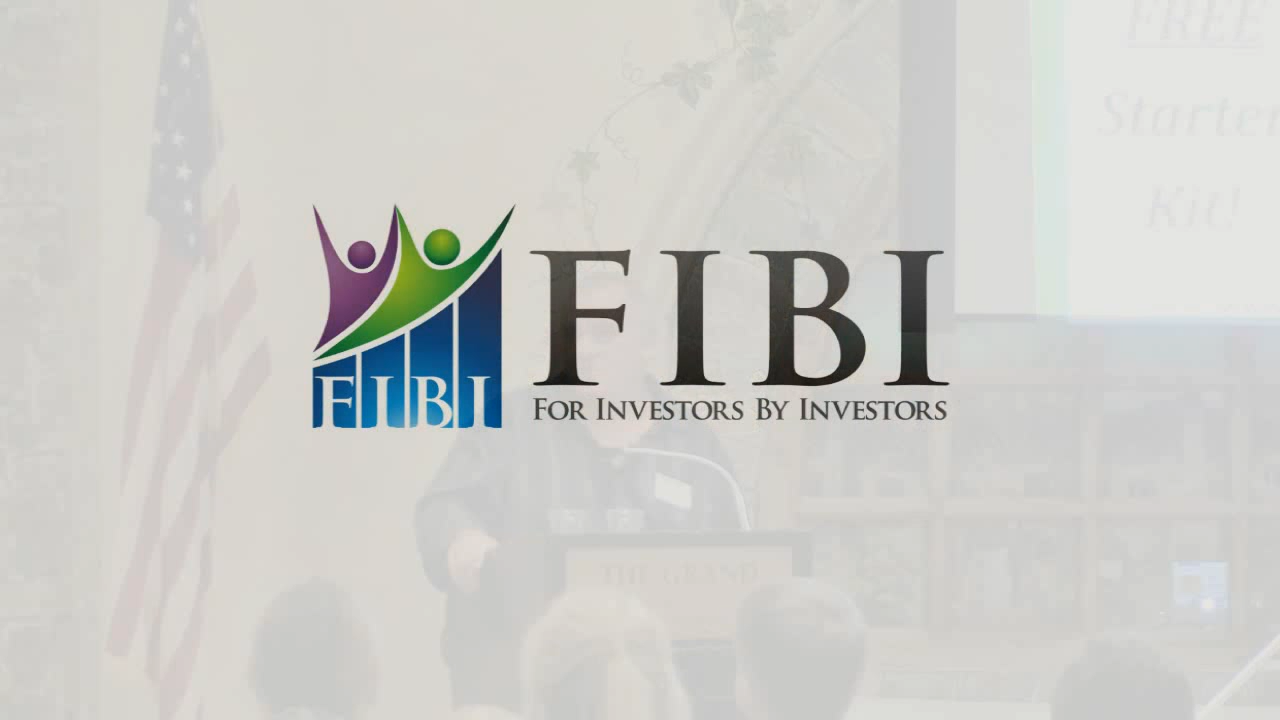 FREE
Starter
Kit!
FIBI
FIBI
FOR INVESTORS BY INVESTORS
THE GRAND